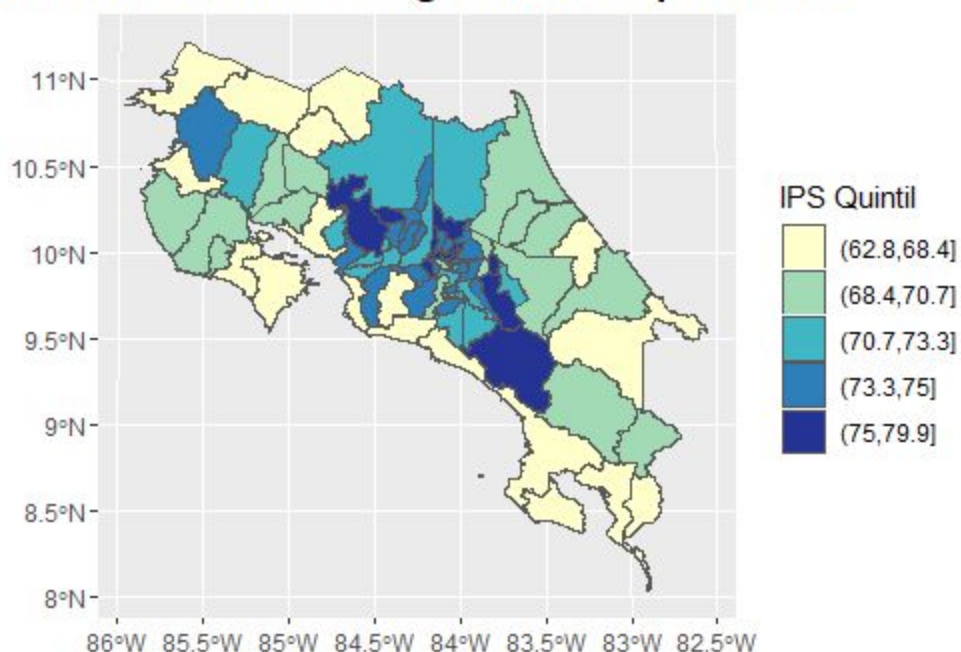 11°N
10.5°N
10°N
9.5°N
9°N
8.5°N
8°N
86°W 85.5°W 85°W 84.5°W 84°W 83.5°W 83°W 82.5°W
IPS Quintil
(62.8,68.4]
(68.4,70.7]
(70.7,73.3]
(73.3,75]
(75,79.9]